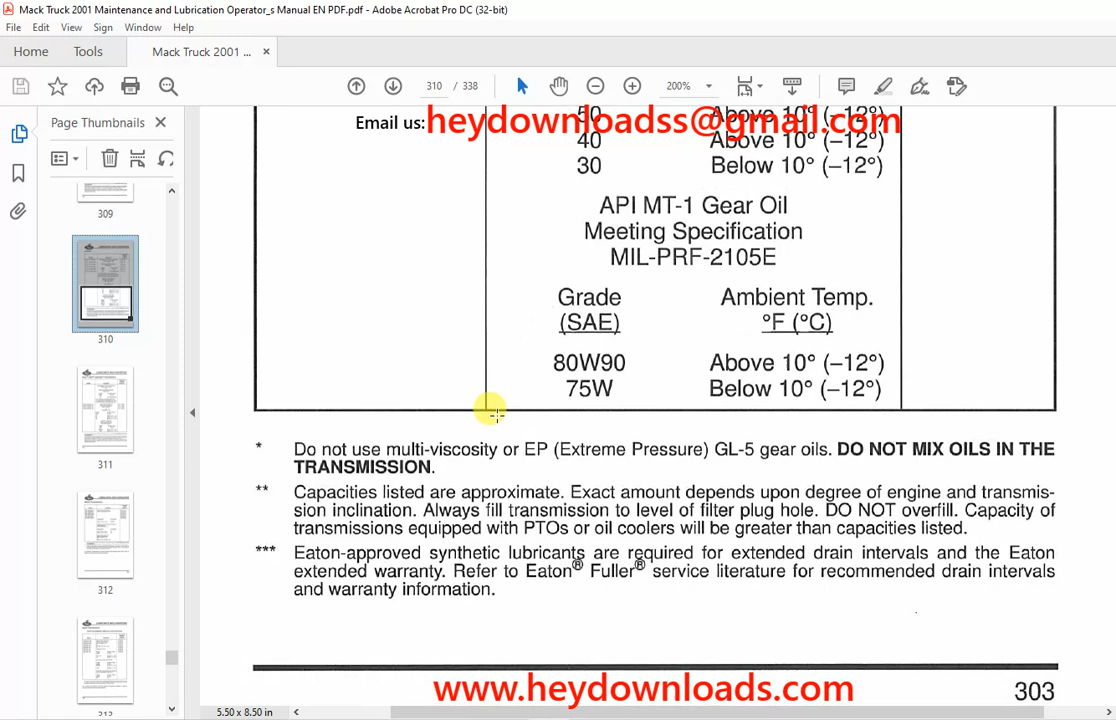 Mack Truck 2001 Maintenance and Lubrication Operator_s Manual EN PDF.pdf - Adobe Acrobat Pro DC (32-bit)
File Edit View Sign Window Help
Home Tools Mack Truck 2001 ... ×
310 / 338 200%
Page Thumbnails
309
310
311
312
313
Email us: heydownloadss@gmail.com
50 Above 10° (–12°)
40 Above 10° (–12°)
30 Below 10° (–12°)
API MT-1 Gear Oil
Meeting Specification
MIL-PRF-2105E
Grade Ambient Temp.
(SAE) °F (°C)
80W90 Above 10° (–12°)
75W Below 10° (–12°)
* Do not use multi-viscosity or EP (Extreme Pressure) GL-5 gear oils. DO NOT MIX OILS IN THE
TRANSMISSION.
** Capacities listed are approximate. Exact amount depends upon degree of engine and transmis-
sion inclination. Always fill transmission to level of filter plug hole. DO NOT overfill. Capacity of
transmissions equipped with PTOs or oil coolers will be greater than capacities listed.
*** Eaton-approved synthetic lubricants are required for extended drain intervals and the Eaton
extended warranty. Refer to Eaton® Fuller® service literature for recommended drain intervals
and warranty information.
www.heydownloads.com
303
5.50 x 8.50 in